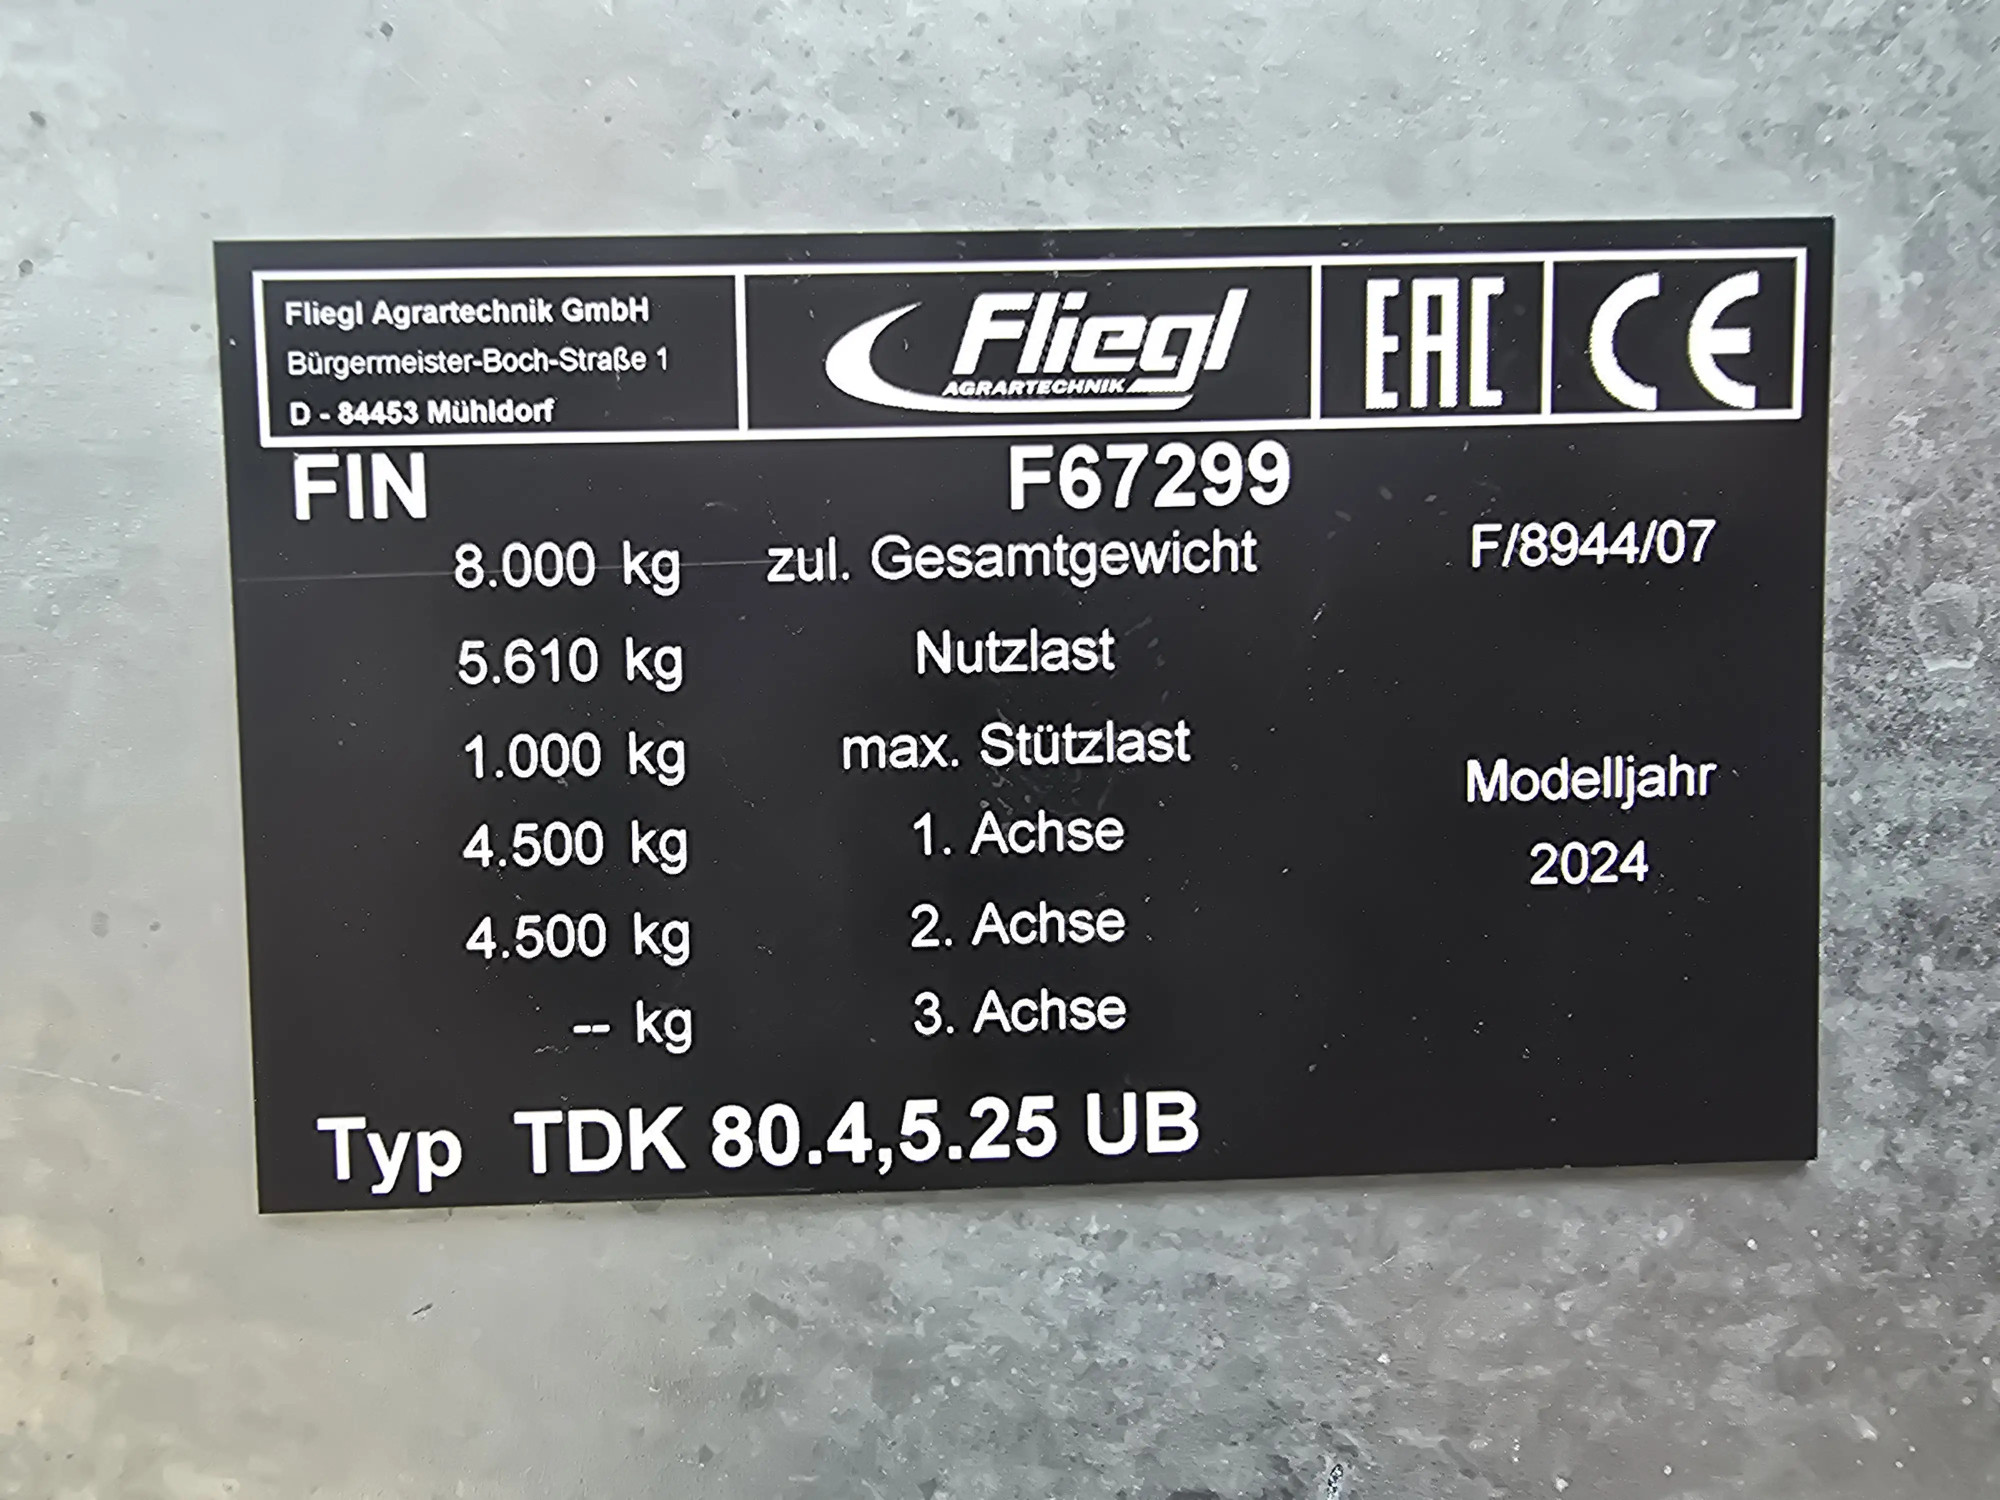 Fliegl Agrartechnik GmbH
Bürgermeister-Boch-Straße 1
D - 84453 Mühldorf
Fliegl
AGRARTECHNIK
EAC
CE
FIN F67299
8.000 kg zul. Gesamtgewicht F/8944/07
5.610 kg Nutzlast
1.000 kg max. Stützlast
Modelljahr
4.500 kg 1. Achse
2024
4.500 kg 2. Achse
-- kg 3. Achse
Typ TDK 80.4,5.25 UB